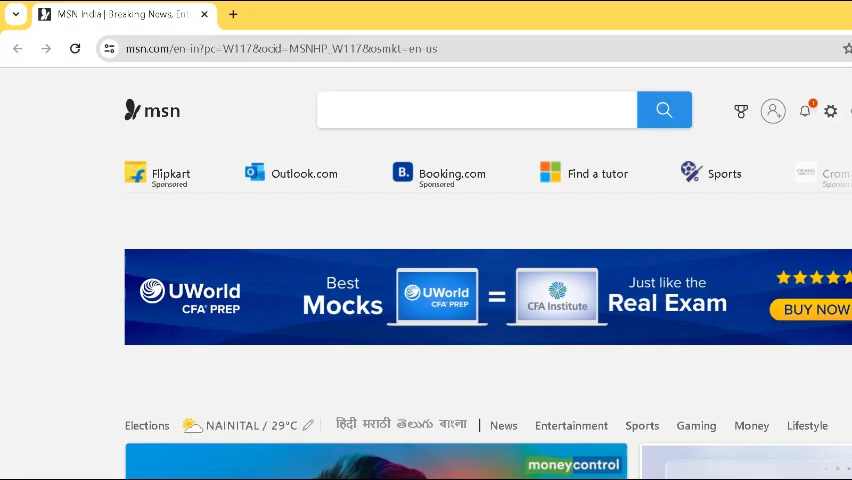 MSN India | Breaking News, Ent
msn.com/en-in?pc=W117&ocid=MSNHP_W117&osmkt=en-us
msn
1
Flipkart
Sponsored
Outlook.com
B.
Booking.com
Sponsored
Find a tutor
Sports
Crom
UWorld
CFA® PREP
Best
Mocks
UWorld
CFA® PREP
=
CFA Institute
Just like the
Real Exam
BUY NOW
Elections
NAINITAL / 29°C
हिंदी मराठी తెలుగు বাংলা
News
Entertainment
Sports
Gaming
Money
Lifestyle
moneycontrol